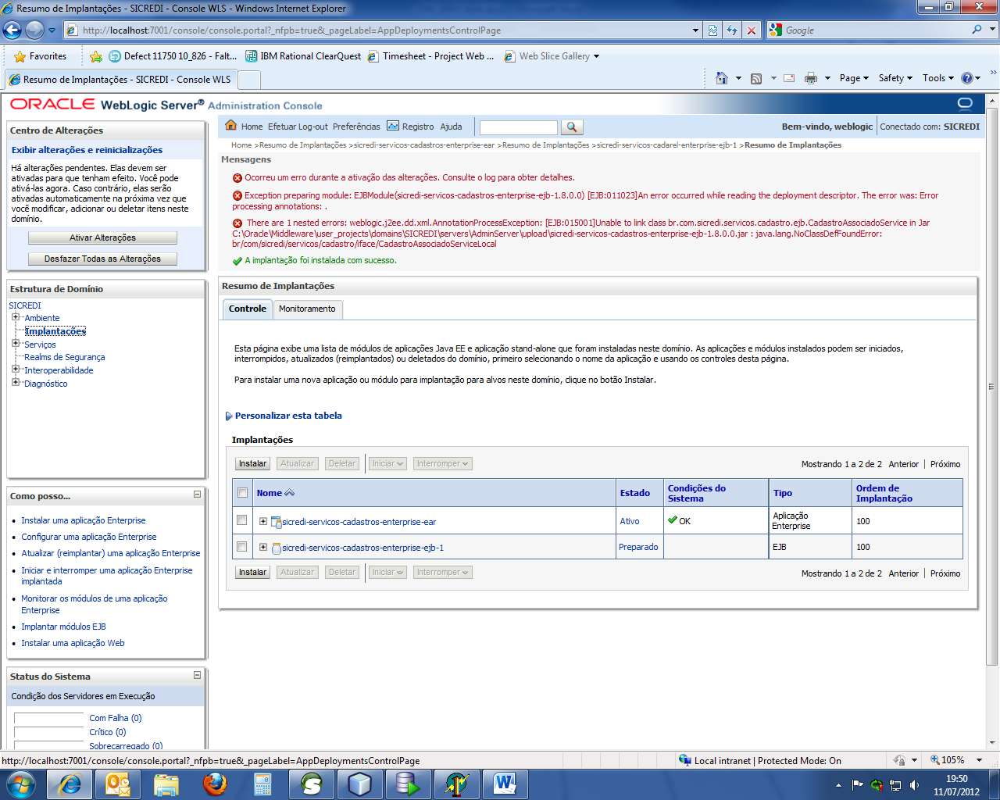 Resumo de Implantações - SICREDI - Console WLS - Windows Internet Explorer
http://localhost:7001/console/console.portal?_nfpb=true&_pageLabel=AppDeploymentsControlPage
Google
Favorites
Defect 11750 10_826 - Falt...
IBM Rational ClearQuest
Timesheet - Project Web ...
Web Slice Gallery
Resumo de Implantações - SICREDI - Console WLS
Page
Safety
Tools
ORACLE WebLogic Server® Administration Console
Centro de Alterações
Exibir alterações e reinicializações
Há alterações pendentes. Elas devem ser
ativadas para que tenham efeito. Você pode
ativá-las agora. Caso contrário, elas serão
ativadas automaticamente na próxima vez que
você modificar, adicionar ou deletar itens neste
domínio.
Ativar Alterações
Desfazer Todas as Alterações
Estrutura de Domínio
SICREDI
Ambiente
Implantações
Serviços
Realms de Segurança
Interoperabilidade
Diagnóstico
Como posso...
Instalar uma aplicação Enterprise
Configurar uma aplicação Enterprise
Atualizar (reimplantar) uma aplicação Enterprise
Iniciar e interromper uma aplicação Enterprise
implantada
Monitorar os módulos de uma aplicação
Enterprise
Implantar módulos EJB
Instalar uma aplicação Web
Status do Sistema
Condição dos Servidores em Execução
Com Falha (0)
Crítico (0)
Sobrecarregado (0)
Home Efetuar Log-out Preferências Registro Ajuda
Bem-vindo, weblogic Conectado com: SICREDI
Home >Resumo de Implantações >sicredi-servicos-cadastros-enterprise-ear >Resumo de Implantações >sicredi-servicos-cadarel-enterprise-ejb-1 >Resumo de Implantações
Mensagens
Ocorreu um erro durante a ativação das alterações. Consulte o log para obter detalhes.
Exception preparing module: EJBModule(sicredi-servicos-cadastros-enterprise-ejb-1.8.0.0) [EJB:011023]An error occurred while reading the deployment descriptor. The error was: Error
processing annotations: .
There are 1 nested errors: weblogic.j2ee.dd.xml.AnnotationProcessException: [EJB:015001]Unable to link class br.com.sicredi.servicos.cadastro.ejb.CadastroAssociadoService in Jar
C:\Oracle\Middleware\user_projects\domains\SICREDI\servers\AdminServer\upload\sicredi-servicos-cadastros-enterprise-ejb-1.8.0.0.jar : java.lang.NoClassDefFoundError:
br/com/sicredi/servicos/cadastro/iface/CadastroAssociadoServiceLocal
A implantação foi instalada com sucesso.
Resumo de Implantações
Controle
Monitoramento
Esta página exibe uma lista de módulos de aplicações Java EE e aplicação stand-alone que foram instaladas neste domínio. As aplicações e módulos instalados podem ser iniciados,
interrompidos, atualizados (reimplantados) ou deletados do domínio, primeiro selecionando o nome da aplicação e usando os controles desta página.
Para instalar uma nova aplicação ou módulo para implantação para alvos neste domínio, clique no botão Instalar.
Personalizar esta tabela
Implantações
Instalar Atualizar Deletar Iniciar Interromper
Mostrando 1 a 2 de 2 Anterior Próximo
Nome
Estado
Condições do
Sistema
Tipo
Ordem de
Implantação
sicredi-servicos-cadastros-enterprise-ear
Ativo
OK
Aplicação
Enterprise
100
sicredi-servicos-cadastros-enterprise-ejb-1
Preparado
EJB
100
Instalar Atualizar Deletar Iniciar Interromper
Mostrando 1 a 2 de 2 Anterior Próximo
http://localhost:7001/console/console.portal?_nfpb=true&_pageLabel=AppDeploymentsControlPage
Local intranet | Protected Mode: On
105%
19:50
11/07/2012